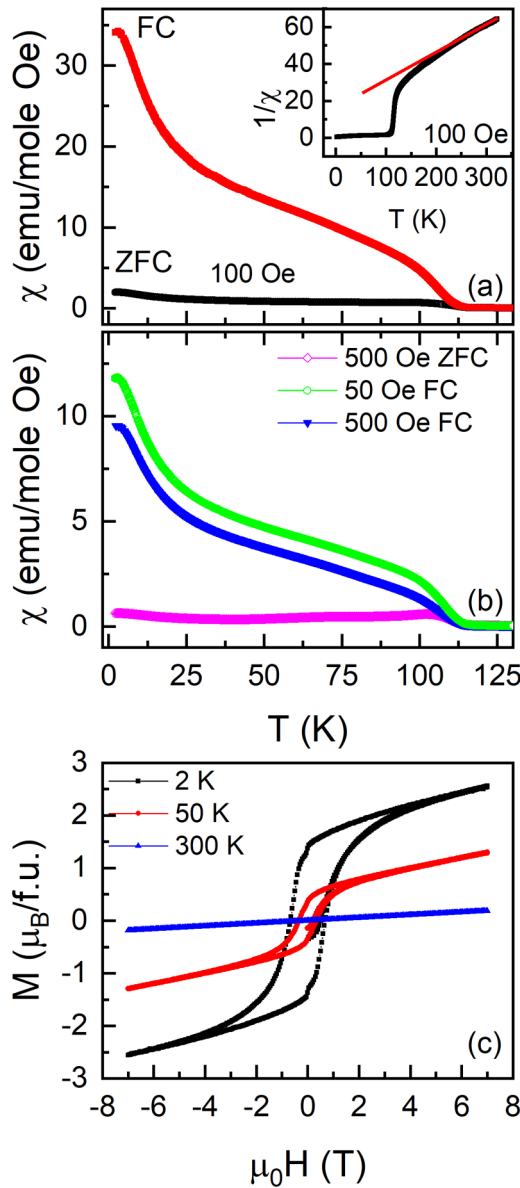 FC
30
20
10
0
χ (emu/mole Oe)
ZFC
100 Oe
(a)
60
40
20
0
1/χ
100 Oe
0 100 200 300
T (K)
500 Oe ZFC
50 Oe FC
500 Oe FC
10
5
0
χ (emu/mole Oe)
(b)
0 25 50 75 100 125
T (K)
2 K
50 K
300 K
3
2
1
0
-1
-2
-3
M (μB/f.u.)
(c)
-8 -6 -4 -2 0 2 4 6 8
μ0H (T)